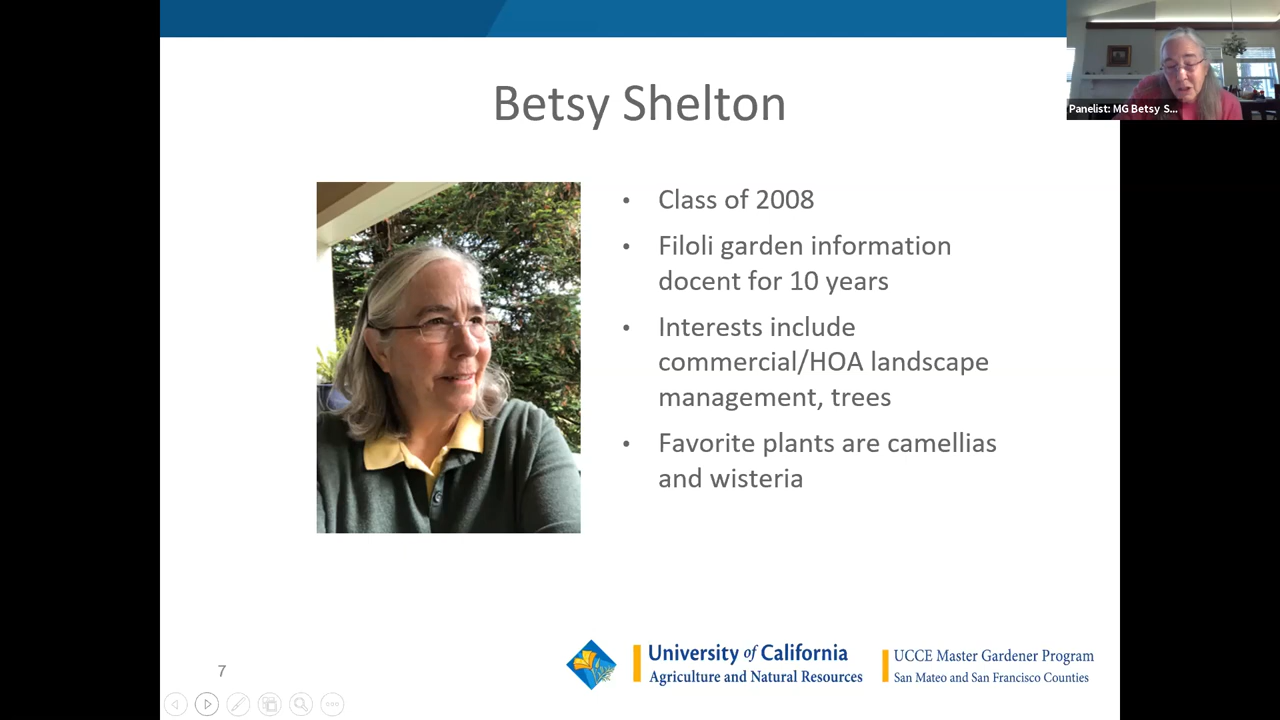 Betsy Shelton
Panelist: MG Betsy S...
• Class of 2008
• Filoli garden information
docent for 10 years
• Interests include
commercial/HOA landscape
management, trees
• Favorite plants are camellias
and wisteria
7
University of California
Agriculture and Natural Resources
UCCE Master Gardener Program
San Mateo and San Francisco Counties